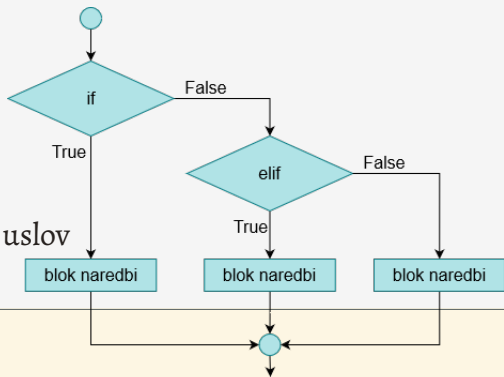 if
False
True
elif
False
True
uslov
blok naredbi
blok naredbi
blok naredbi